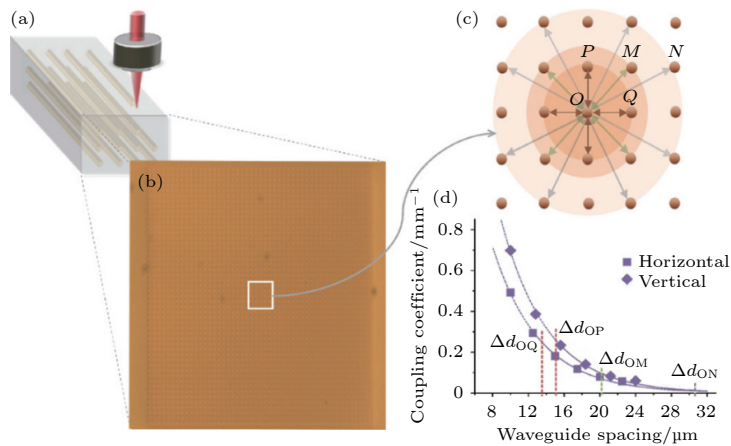 (a)
(b)
(c)
P M N
O Q
(d)
Coupling coefficient/mm⁻¹
0.8
0.6
0.4
0.2
0
Horizontal
Vertical
Δd_OQ
Δd_OP
Δd_OM
Δd_ON
8 12 16 20 24 28 32
Waveguide spacing/μm